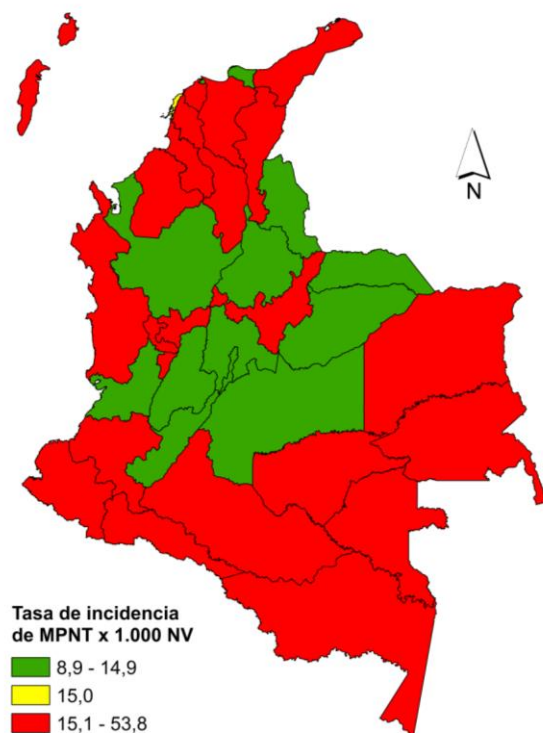 N
Tasa de incidencia
de MPNT x 1.000 NV
8,9 - 14,9
15,0
15,1 - 53,8